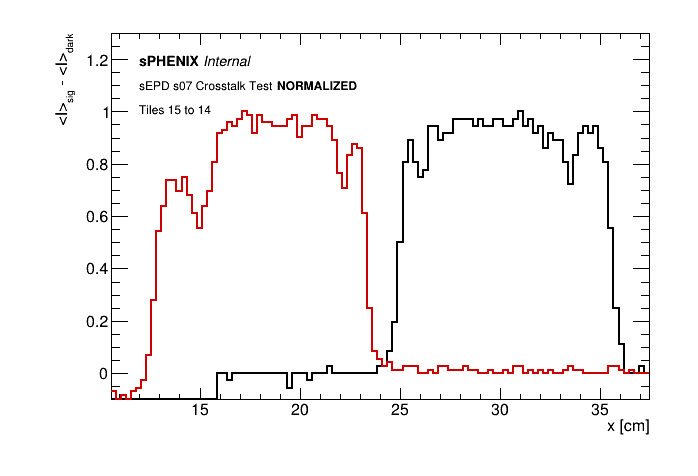 <I>sig - <I>dark
1.2
1
0.8
0.6
0.4
0.2
0
sPHENIX Internal
sEPD s07 Crosstalk Test NORMALIZED
Tiles 15 to 14
15 20 25 30 35
x [cm]